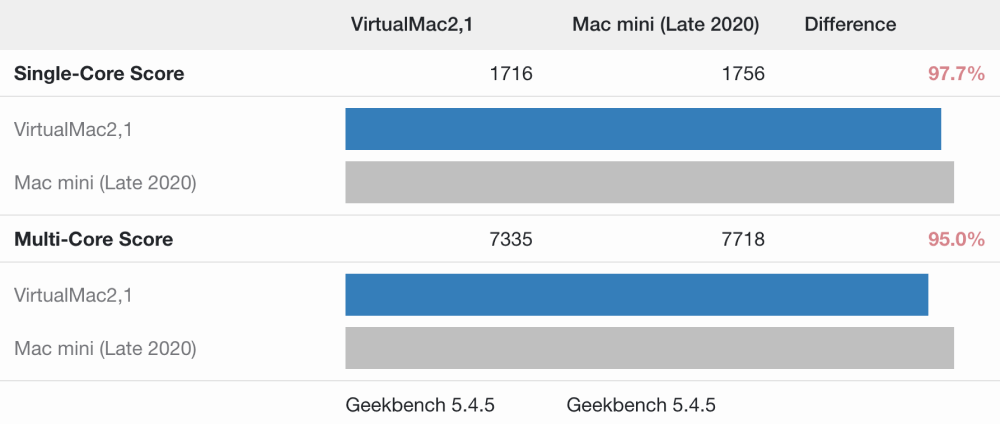 VirtualMac2,1 Mac mini (Late 2020) Difference
Single-Core Score 1716 1756 97.7%
VirtualMac2,1
Mac mini (Late 2020)
Multi-Core Score 7335 7718 95.0%
VirtualMac2,1
Mac mini (Late 2020)
Geekbench 5.4.5 Geekbench 5.4.5